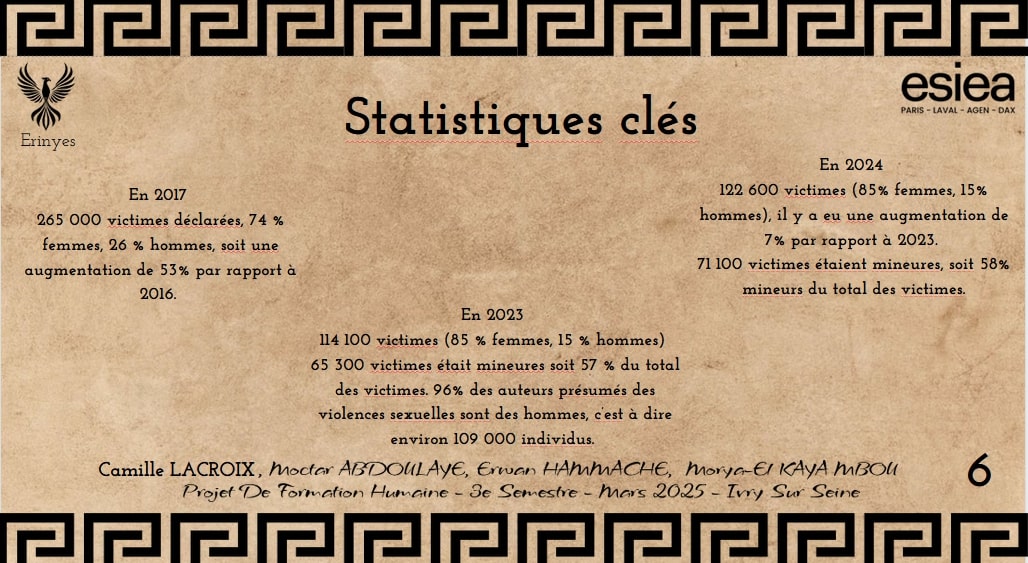 Erinyes
esiea
PARIS - LAVAL - AGEN - DAX
Statistiques clés
En 2017
265 000 victimes déclarées, 74 %
femmes, 26 % hommes, soit une
augmentation de 53% par rapport à
2016.
En 2023
114 100 victimes (85 % femmes, 15 % hommes)
65 300 victimes était mineures soit 57 % du total
des victimes. 96% des auteurs présumés des
violences sexuelles sont des hommes, c'est à dire
environ 109 000 individus.
En 2024
122 600 victimes (85% femmes, 15%
hommes), il y a eu une augmentation de
7% par rapport à 2023.
71 100 victimes étaient mineures, soit 58%
mineurs du total des victimes.
Camille LACROIX, Moctar ABDOULAYE, Erwan HAMMACHE, Morya-El KAYA MBOU
Projet De Formation Humaine - 3e Semestre - Mars 2025 - Ivry Sur Seine
6